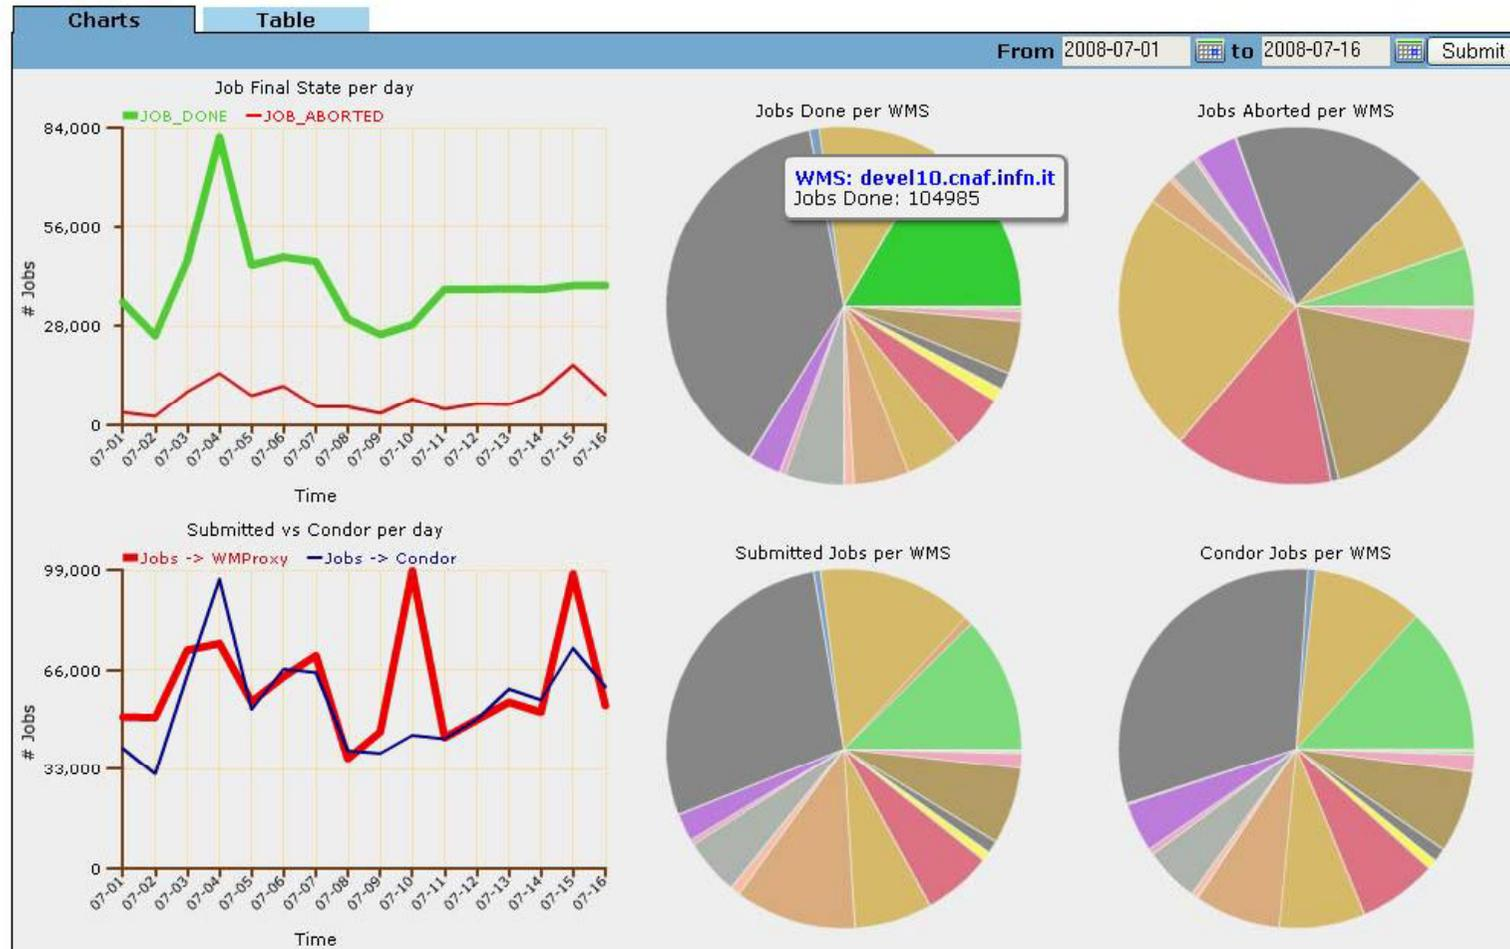 Charts
Table
From 2008-07-01 to 2008-07-16 Submit
Job Final State per day
JOB_DONE JOB_ABORTED
84,000
56,000
28,000
0
# Jobs
07-01 07-02 07-03 07-04 07-05 07-06 07-07 07-08 07-09 07-10 07-11 07-12 07-13 07-14 07-15 07-16
Time
Jobs Done per WMS
WMS: devel10.cnaf.infn.it
Jobs Done: 104985
Jobs Aborted per WMS
Submitted vs Condor per day
Jobs -> WMProxy Jobs -> Condor
99,000
66,000
33,000
0
# Jobs
07-01 07-02 07-03 07-04 07-05 07-06 07-07 07-08 07-09 07-10 07-11 07-12 07-13 07-14 07-15 07-16
Time
Submitted Jobs per WMS
Condor Jobs per WMS